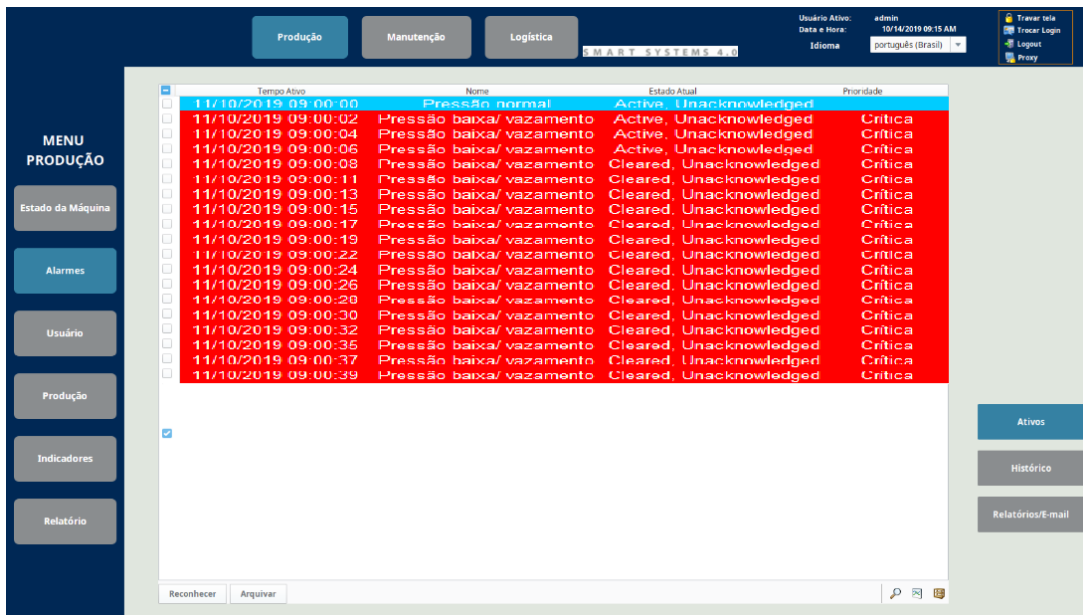 Produção
Manutenção
Logística
SMART SYSTEMS 4.0
Usuário Ativo: admin
Data e Hora: 10/14/2019 09:15 AM
Idioma português (Brasil)
Travar tela
Trocar Login
Logout
Proxy
MENU
PRODUÇÃO
Estado da Máquina
Alarmes
Usuário
Produção
Indicadores
Relatório
Tempo Ativo Nome Estado Atual Prioridade
11/10/2019 09:00:00 Pressão normal Active, Unacknowledged
11/10/2019 09:00:02 Pressão baixa/ vazamento Active, Unacknowledged Crítica
11/10/2019 09:00:04 Pressão baixa/ vazamento Active, Unacknowledged Crítica
11/10/2019 09:00:06 Pressão baixa/ vazamento Active, Unacknowledged Crítica
11/10/2019 09:00:08 Pressão baixa/ vazamento Cleared, Unacknowledged Crítica
11/10/2019 09:00:11 Pressão baixa/ vazamento Cleared, Unacknowledged Crítica
11/10/2019 09:00:13 Pressão baixa/ vazamento Cleared, Unacknowledged Crítica
11/10/2019 09:00:15 Pressão baixa/ vazamento Cleared, Unacknowledged Crítica
11/10/2019 09:00:17 Pressão baixa/ vazamento Cleared, Unacknowledged Crítica
11/10/2019 09:00:19 Pressão baixa/ vazamento Cleared, Unacknowledged Crítica
11/10/2019 09:00:22 Pressão baixa/ vazamento Cleared, Unacknowledged Crítica
11/10/2019 09:00:24 Pressão baixa/ vazamento Cleared, Unacknowledged Crítica
11/10/2019 09:00:26 Pressão baixa/ vazamento Cleared, Unacknowledged Crítica
11/10/2019 09:00:28 Pressão baixa/ vazamento Cleared, Unacknowledged Crítica
11/10/2019 09:00:30 Pressão baixa/ vazamento Cleared, Unacknowledged Crítica
11/10/2019 09:00:32 Pressão baixa/ vazamento Cleared, Unacknowledged Crítica
11/10/2019 09:00:35 Pressão baixa/ vazamento Cleared, Unacknowledged Crítica
11/10/2019 09:00:37 Pressão baixa/ vazamento Cleared, Unacknowledged Crítica
11/10/2019 09:00:39 Pressão baixa/ vazamento Cleared, Unacknowledged Crítica
Ativos
Histórico
Relatórios/E-mail
Reconhecer
Arquivar